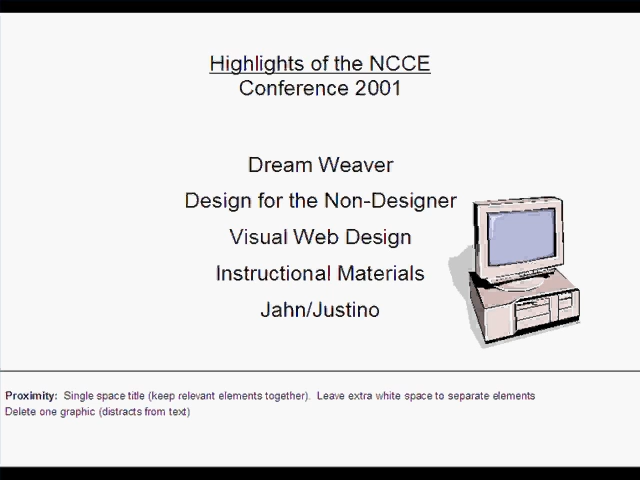 Highlights of the NCCE
Conference 2001
Dream Weaver
Design for the Non-Designer
Visual Web Design
Instructional Materials
Jahn/Justino
Proximity:  Single space title (keep relevant elements together).  Leave extra white space to separate elements
Delete one graphic (distracts from text)